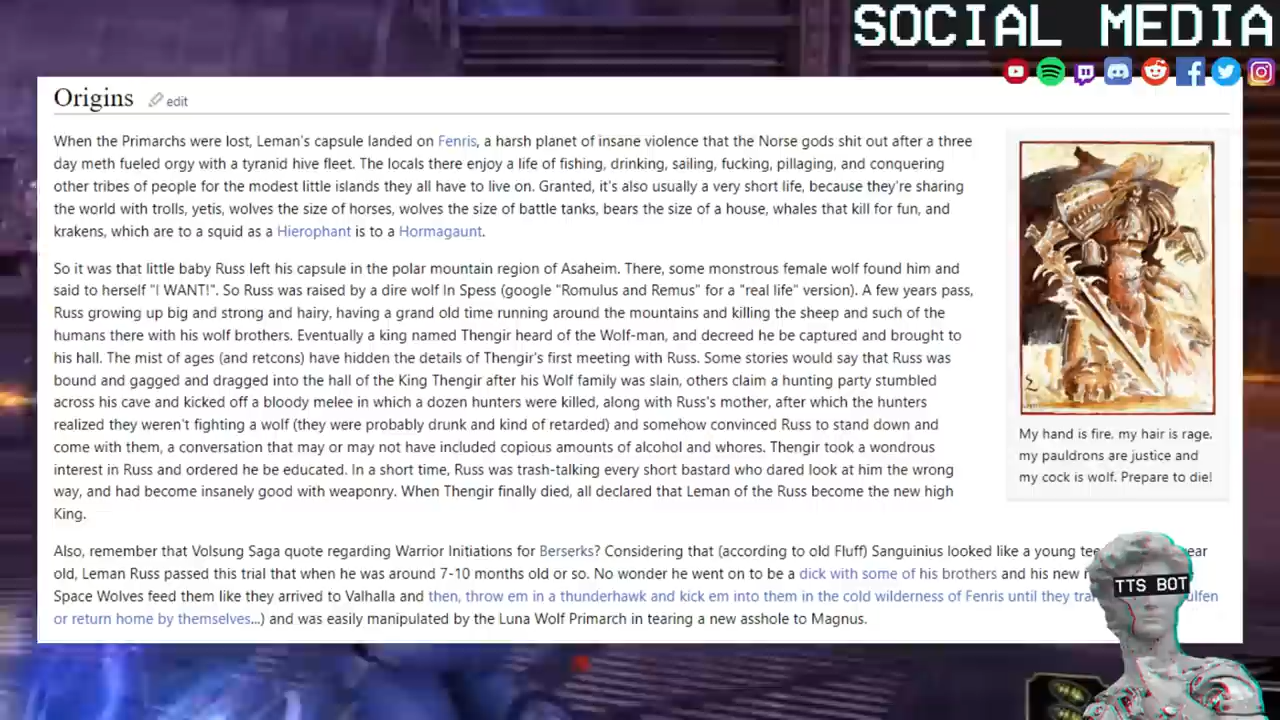 SOCIAL MEDIA
Origins edit
When the Primarchs were lost, Leman's capsule landed on Fenris, a harsh planet of insane violence that the Norse gods shit out after a three
day meth fueled orgy with a tyranid hive fleet. The locals there enjoy a life of fishing, drinking, sailing, fucking, pillaging, and conquering
other tribes of people for the modest little islands they all have to live on. Granted, it's also usually a very short life, because they're sharing
the world with trolls, yetis, wolves the size of horses, wolves the size of battle tanks, bears the size of a house, whales that kill for fun, and
krakens, which are to a squid as a Hierophant is to a Hormagaunt.
So it was that little baby Russ left his capsule in the polar mountain region of Asaheim. There, some monstrous female wolf found him and
said to herself "I WANT!". So Russ was raised by a dire wolf In Spess (google "Romulus and Remus" for a "real life" version). A few years pass,
Russ growing up big and strong and hairy, having a grand old time running around the mountains and killing the sheep and such of the
humans there with his wolf brothers. Eventually a king named Thengir heard of the Wolf-man, and decreed he be captured and brought to
his hall. The mist of ages (and retcons) have hidden the details of Thengir's first meeting with Russ. Some stories would say that Russ was
bound and gagged and dragged into the hall of the King Thengir after his Wolf family was slain, others claim a hunting party stumbled
across his cave and kicked off a bloody melee in which a dozen hunters were killed, along with Russ's mother, after which the hunters
realized they weren't fighting a wolf (they were probably drunk and kind of retarded) and somehow convinced Russ to stand down and
come with them, a conversation that may or may not have included copious amounts of alcohol and whores. Thengir took a wondrous
interest in Russ and ordered he be educated. In a short time, Russ was trash-talking every short bastard who dared look at him the wrong
way, and had become insanely good with weaponry. When Thengir finally died, all declared that Leman of the Russ become the new high
King.
My hand is fire, my hair is rage,
my pauldrons are justice and
my cock is wolf. Prepare to die!
Also, remember that Volsung Saga quote regarding Warrior Initiations for Berserks? Considering that (according to old Fluff) Sanguinius looked like a young ear
old, Leman Russ passed this trial that when he was around 7-10 months old or so. No wonder he went on to be a dick with some of his brothers and his new
Space Wolves feed them like they arrived to Valhalla and then, throw em in a thunderhawk and kick em into them in the cold wilderness of Fenris until they ulfen
or return home by themselves...) and was easily manipulated by the Luna Wolf Primarch in tearing a new asshole to Magnus.
TTS BOT